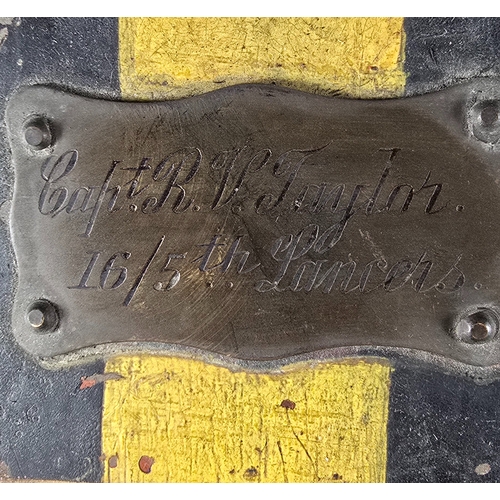 Capt. R. V. Taylor.
16/5th Lancers.